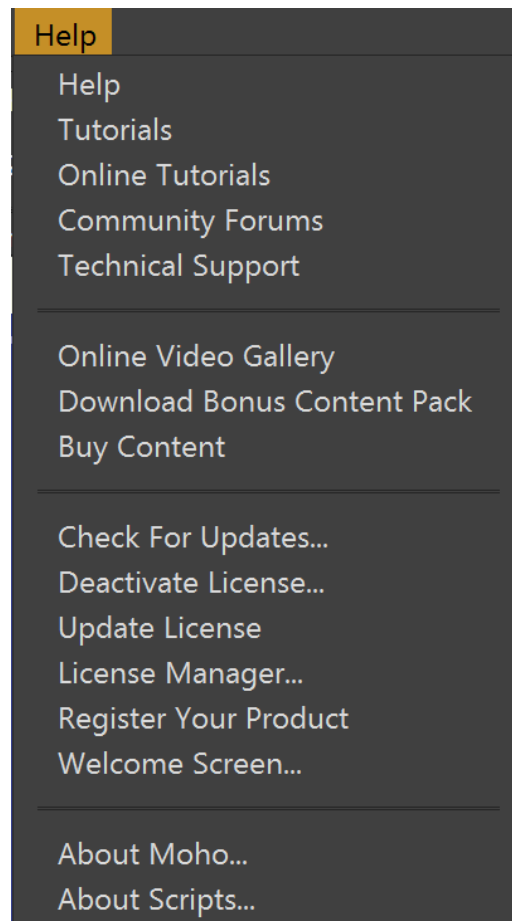 Help
Help
Tutorials
Online Tutorials
Community Forums
Technical Support
Online Video Gallery
Download Bonus Content Pack
Buy Content
Check For Updates...
Deactivate License...
Update License
License Manager...
Register Your Product
Welcome Screen...
About Moho...
About Scripts...